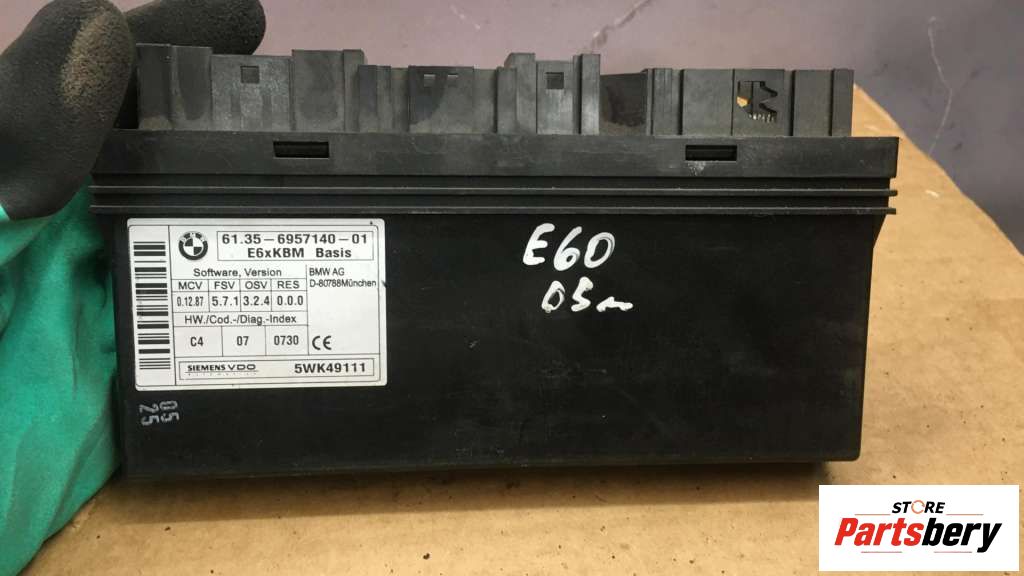 BMW
61.35-6957140-01
E6xKBM Basis
Software, Version
MCV FSV OSV RES
0.12.87 5.7.1 3.2.4 0.0.0
BMW AG
D-80788München
HW./Cod.-/Diag.-Index
C4 07 0730 CE
SIEMENS VDO
5WK49111
05
25
E60
05m
STORE
Partsbery